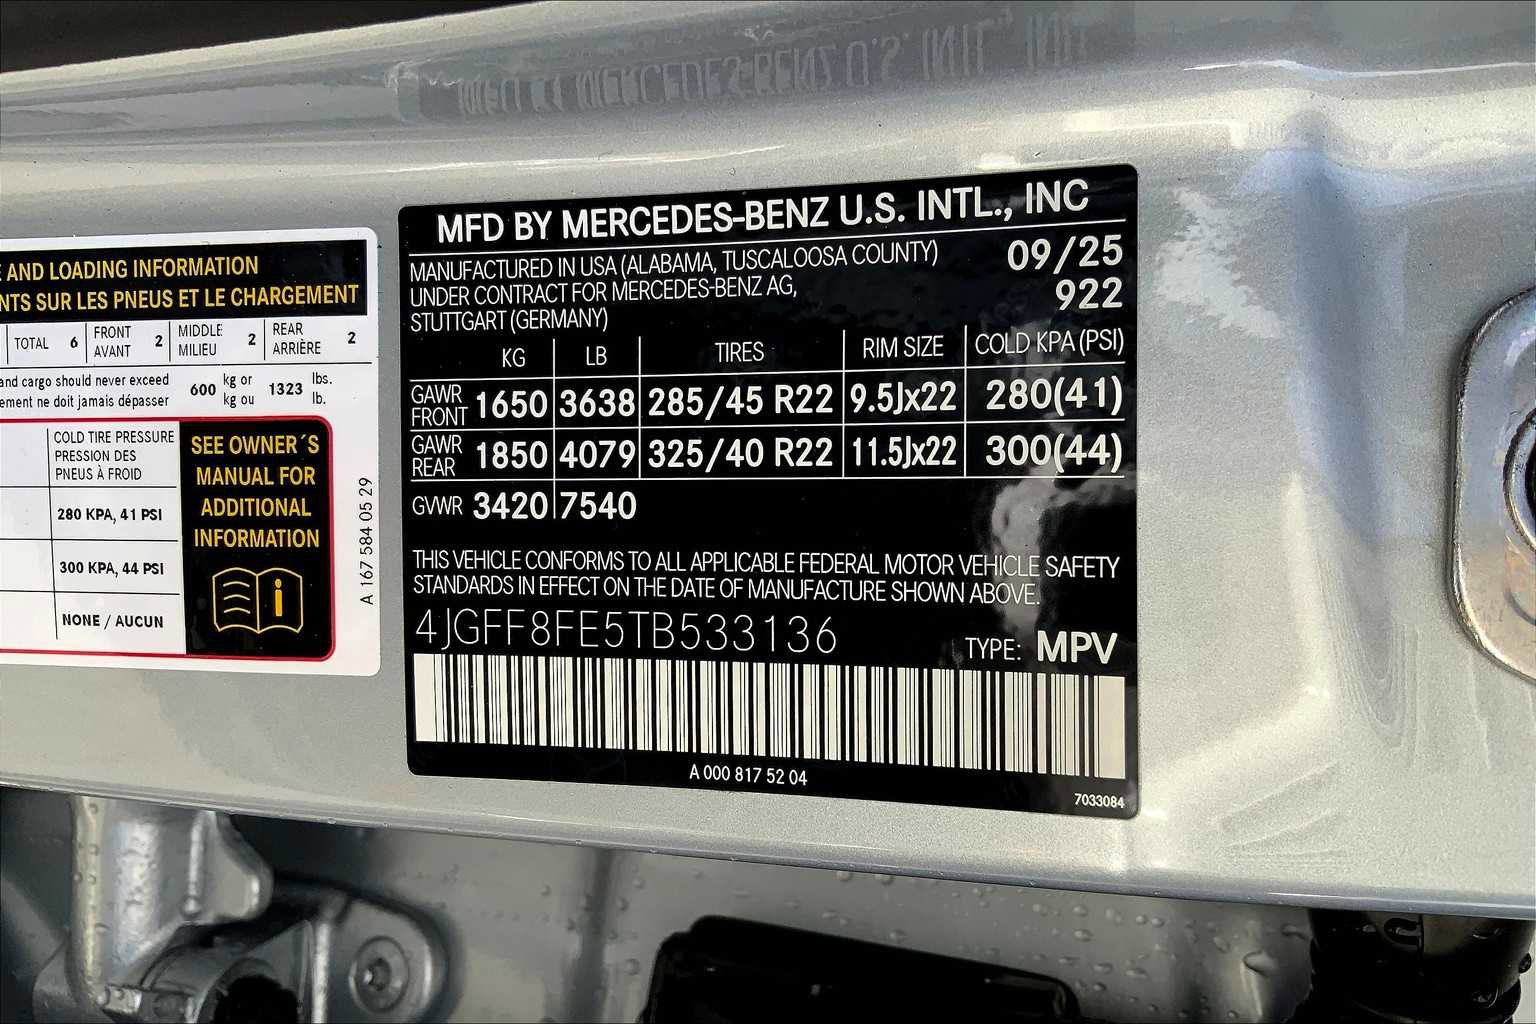 E AND LOADING INFORMATION
NTS SUR LES PNEUS ET LE CHARGEMENT
TOTAL 6 FRONT AVANT 2 MIDDLE MILIEU 2 REAR ARRIÈRE 2
and cargo should never exceed 600 kg or 1323 lbs.
ement ne doit jamais dépasser kg ou lb.
COLD TIRE PRESSURE
PRESSION DES
PNEUS À FROID
280 KPA, 41 PSI
300 KPA, 44 PSI
NONE / AUCUN
SEE OWNER´S
MANUAL FOR
ADDITIONAL
INFORMATION
i
A 167 584 05 29
MFD BY MERCEDES-BENZ U.S. INTL., INC
MANUFACTURED IN USA (ALABAMA, TUSCALOOSA COUNTY) 09/25
UNDER CONTRACT FOR MERCEDES-BENZ AG, 922
STUTTGART (GERMANY)
KG LB TIRES RIM SIZE COLD KPA (PSI)
GAWR FRONT 1650 3638 285/45 R22 9.5Jx22 280(41)
GAWR REAR 1850 4079 325/40 R22 11.5Jx22 300(44)
GVWR 3420 7540
THIS VEHICLE CONFORMS TO ALL APPLICABLE FEDERAL MOTOR VEHICLE SAFETY
STANDARDS IN EFFECT ON THE DATE OF MANUFACTURE SHOWN ABOVE.
4JGFF8FE5TB533136 TYPE: MPV
A 000 817 52 04
7033084